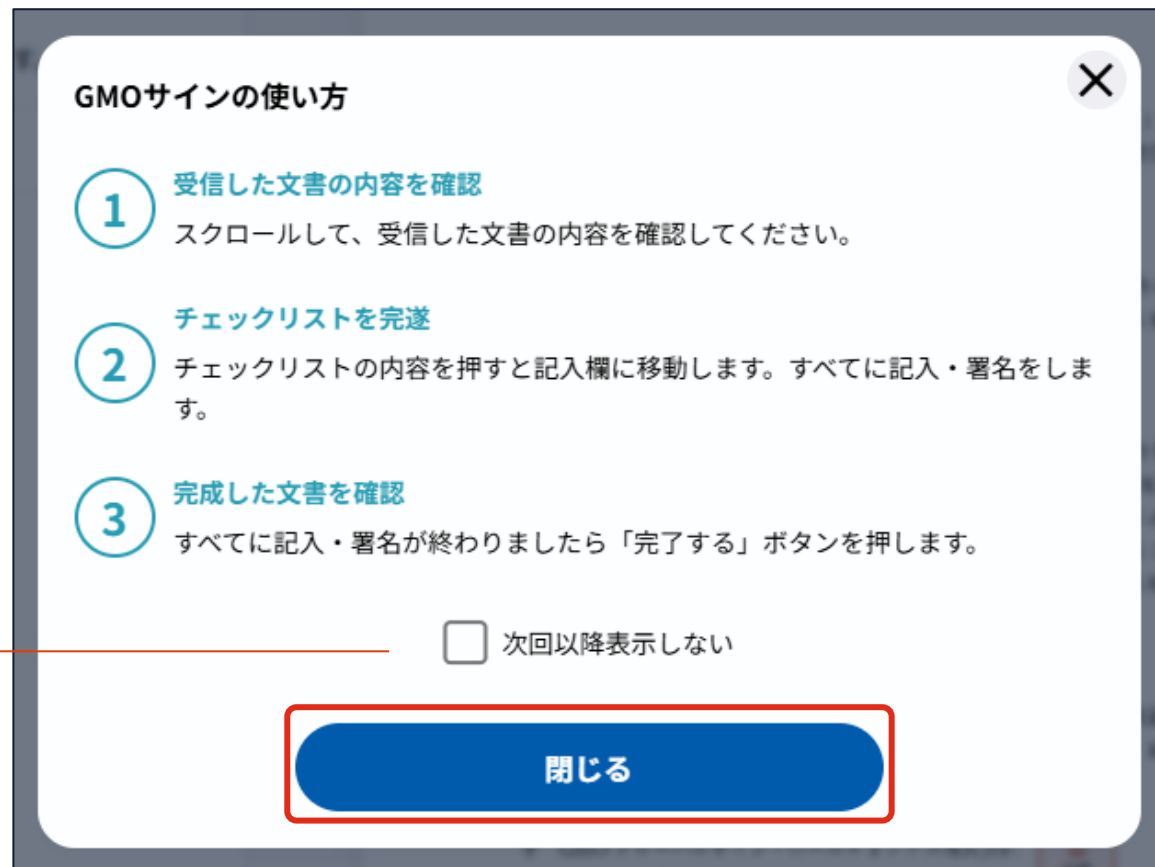 GMOサインの使い方
1
受信した文書の内容を確認
スクロールして、受信した文書の内容を確認してください。
2
チェックリストを完遂
チェックリストの内容を押すと記入欄に移動します。すべてに記入・署名をしま
す。
3
完成した文書を確認
すべてに記入・署名が終わりましたら「完了する」ボタンを押します。
次回以降表示しない
閉じる